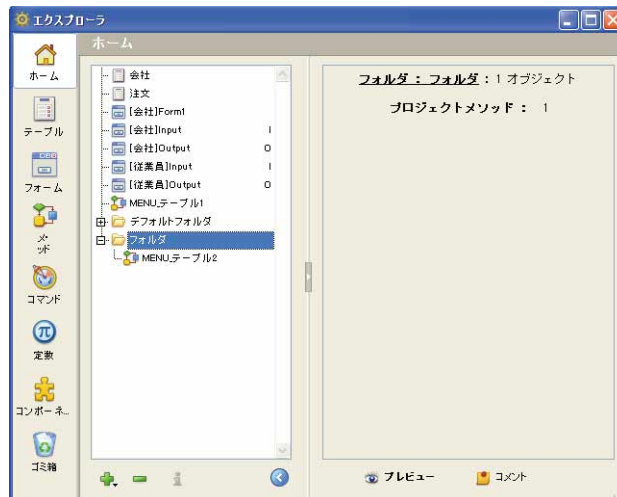 エクスプローラ
ホーム
ホーム
テーブル
フォーム
メソッド
コマンド
定数
コンポーネ...
ゴミ箱
会社
注文
[会社]Form1
[会社]Input I
[会社]Output O
[従業員]Input I
[従業員]Output O
MENU_テーブル1
デフォルトフォルダ
フォルダ
MENU_テーブル2
フォルダ : フォルダ : 1 オブジェクト
プロジェクトメソッド : 1
プレビュー
コメント